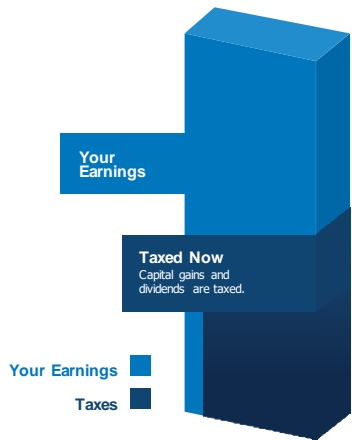 Your
Earnings
Taxed Now
Capital gains and
dividends are taxed.
Your Earnings
Taxes